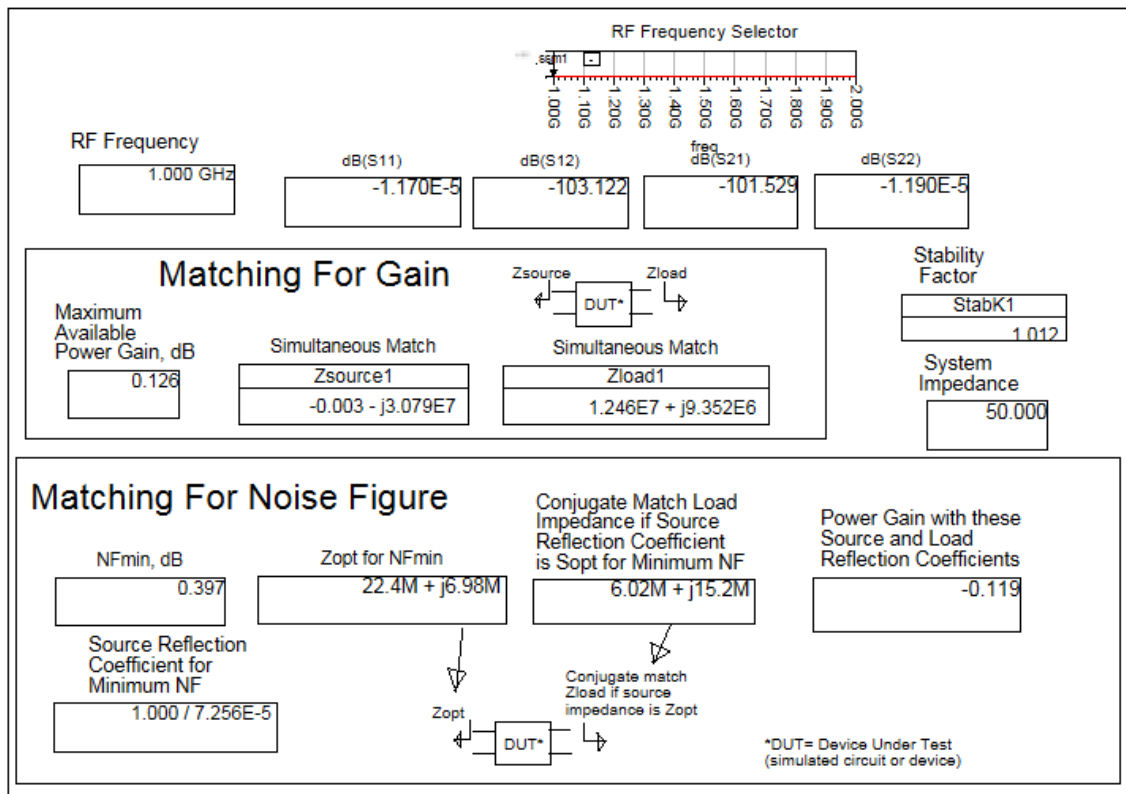 RF Frequency Selector
ssm1
-
1.00G
1.10G
1.20G
1.30G
1.40G
1.50G
1.60G
1.70G
1.80G
1.90G
2.00G
freq
RF Frequency
1.000 GHz
dB(S11)
-1.170E-5
dB(S12)
-103.122
dB(S21)
-101.529
dB(S22)
-1.190E-5
Matching For Gain
Zsource
Zload
DUT*
Maximum
Available
Power Gain, dB
0.126
Simultaneous Match
Zsource1
-0.003 - j3.079E7
Simultaneous Match
Zload1
1.246E7 + j9.352E6
Stability
Factor
StabK1
1.012
System
Impedance
50.000
Matching For Noise Figure
NFmin, dB
0.397
Zopt for NFmin
22.4M + j6.98M
Conjugate Match Load
Impedance if Source
Reflection Coefficient
is Sopt for Minimum NF
6.02M + j15.2M
Power Gain with these
Source and Load
Reflection Coefficients
-0.119
Source Reflection
Coefficient for
Minimum NF
1.000 / 7.256E-5
Zopt
DUT*
Conjugate match
Zload if source
impedance is Zopt
*DUT= Device Under Test
(simulated circuit or device)